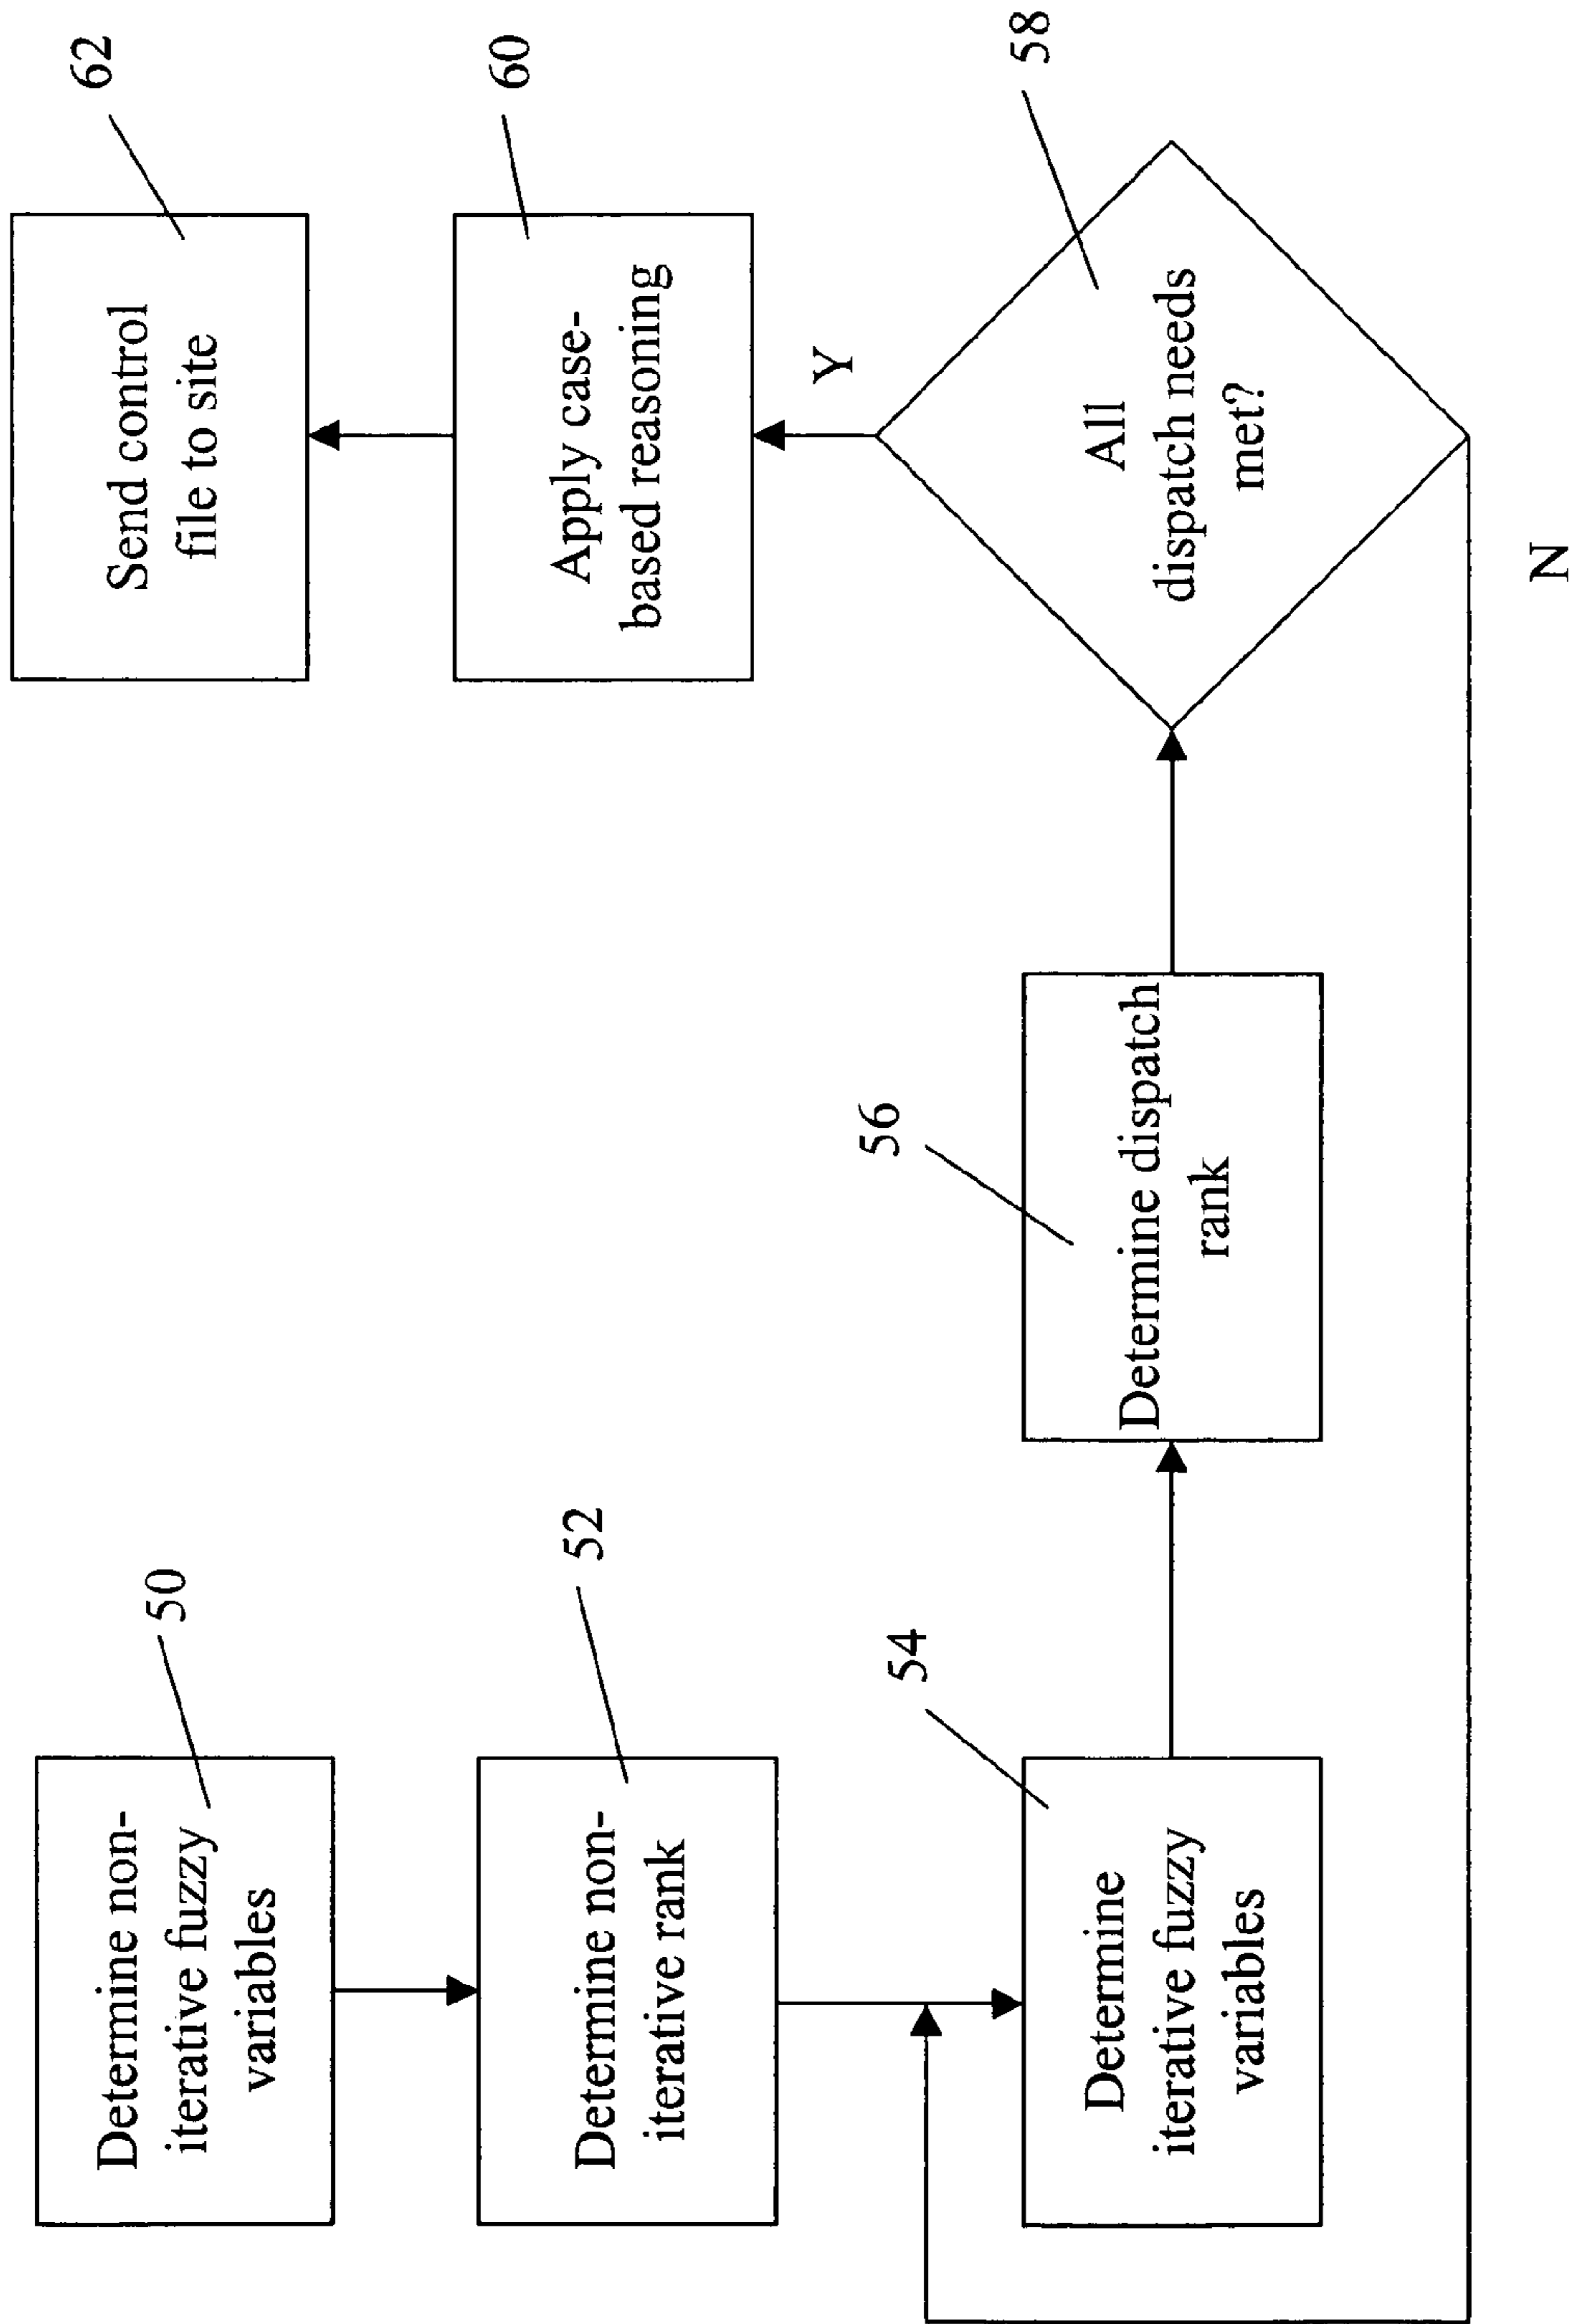 Determine non-
iterative fuzzy
variables
50
Determine non-
iterative rank
52
Determine
iterative fuzzy
variables
54
Determine dispatch
rank
56
All
dispatch needs
met?
58
Y
N
Apply case-
based reasoning
60
Send control
file to site
62